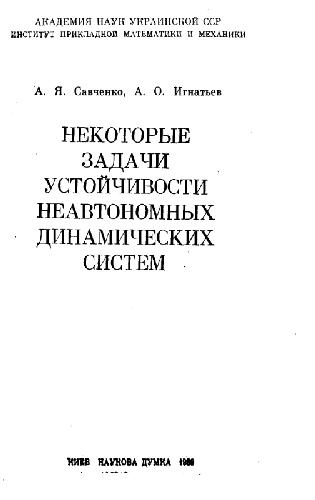 АКАДЕМИЯ НАУК УКРАИНСКОЙ ССР
ИНСТИТУТ ПРИКЛАДНОЙ МАТЕМАТИКИ И МЕХАНИКИ
А. Я. Савченко, А. О. Игнатьев
НЕКОТОРЫЕ
ЗАДАЧИ
УСТОЙЧИВОСТИ
НЕАВТОНОМНЫХ
ДИНАМИЧЕСКИХ
СИСТЕМ
КИЕВ НАУКОВА ДУМКА